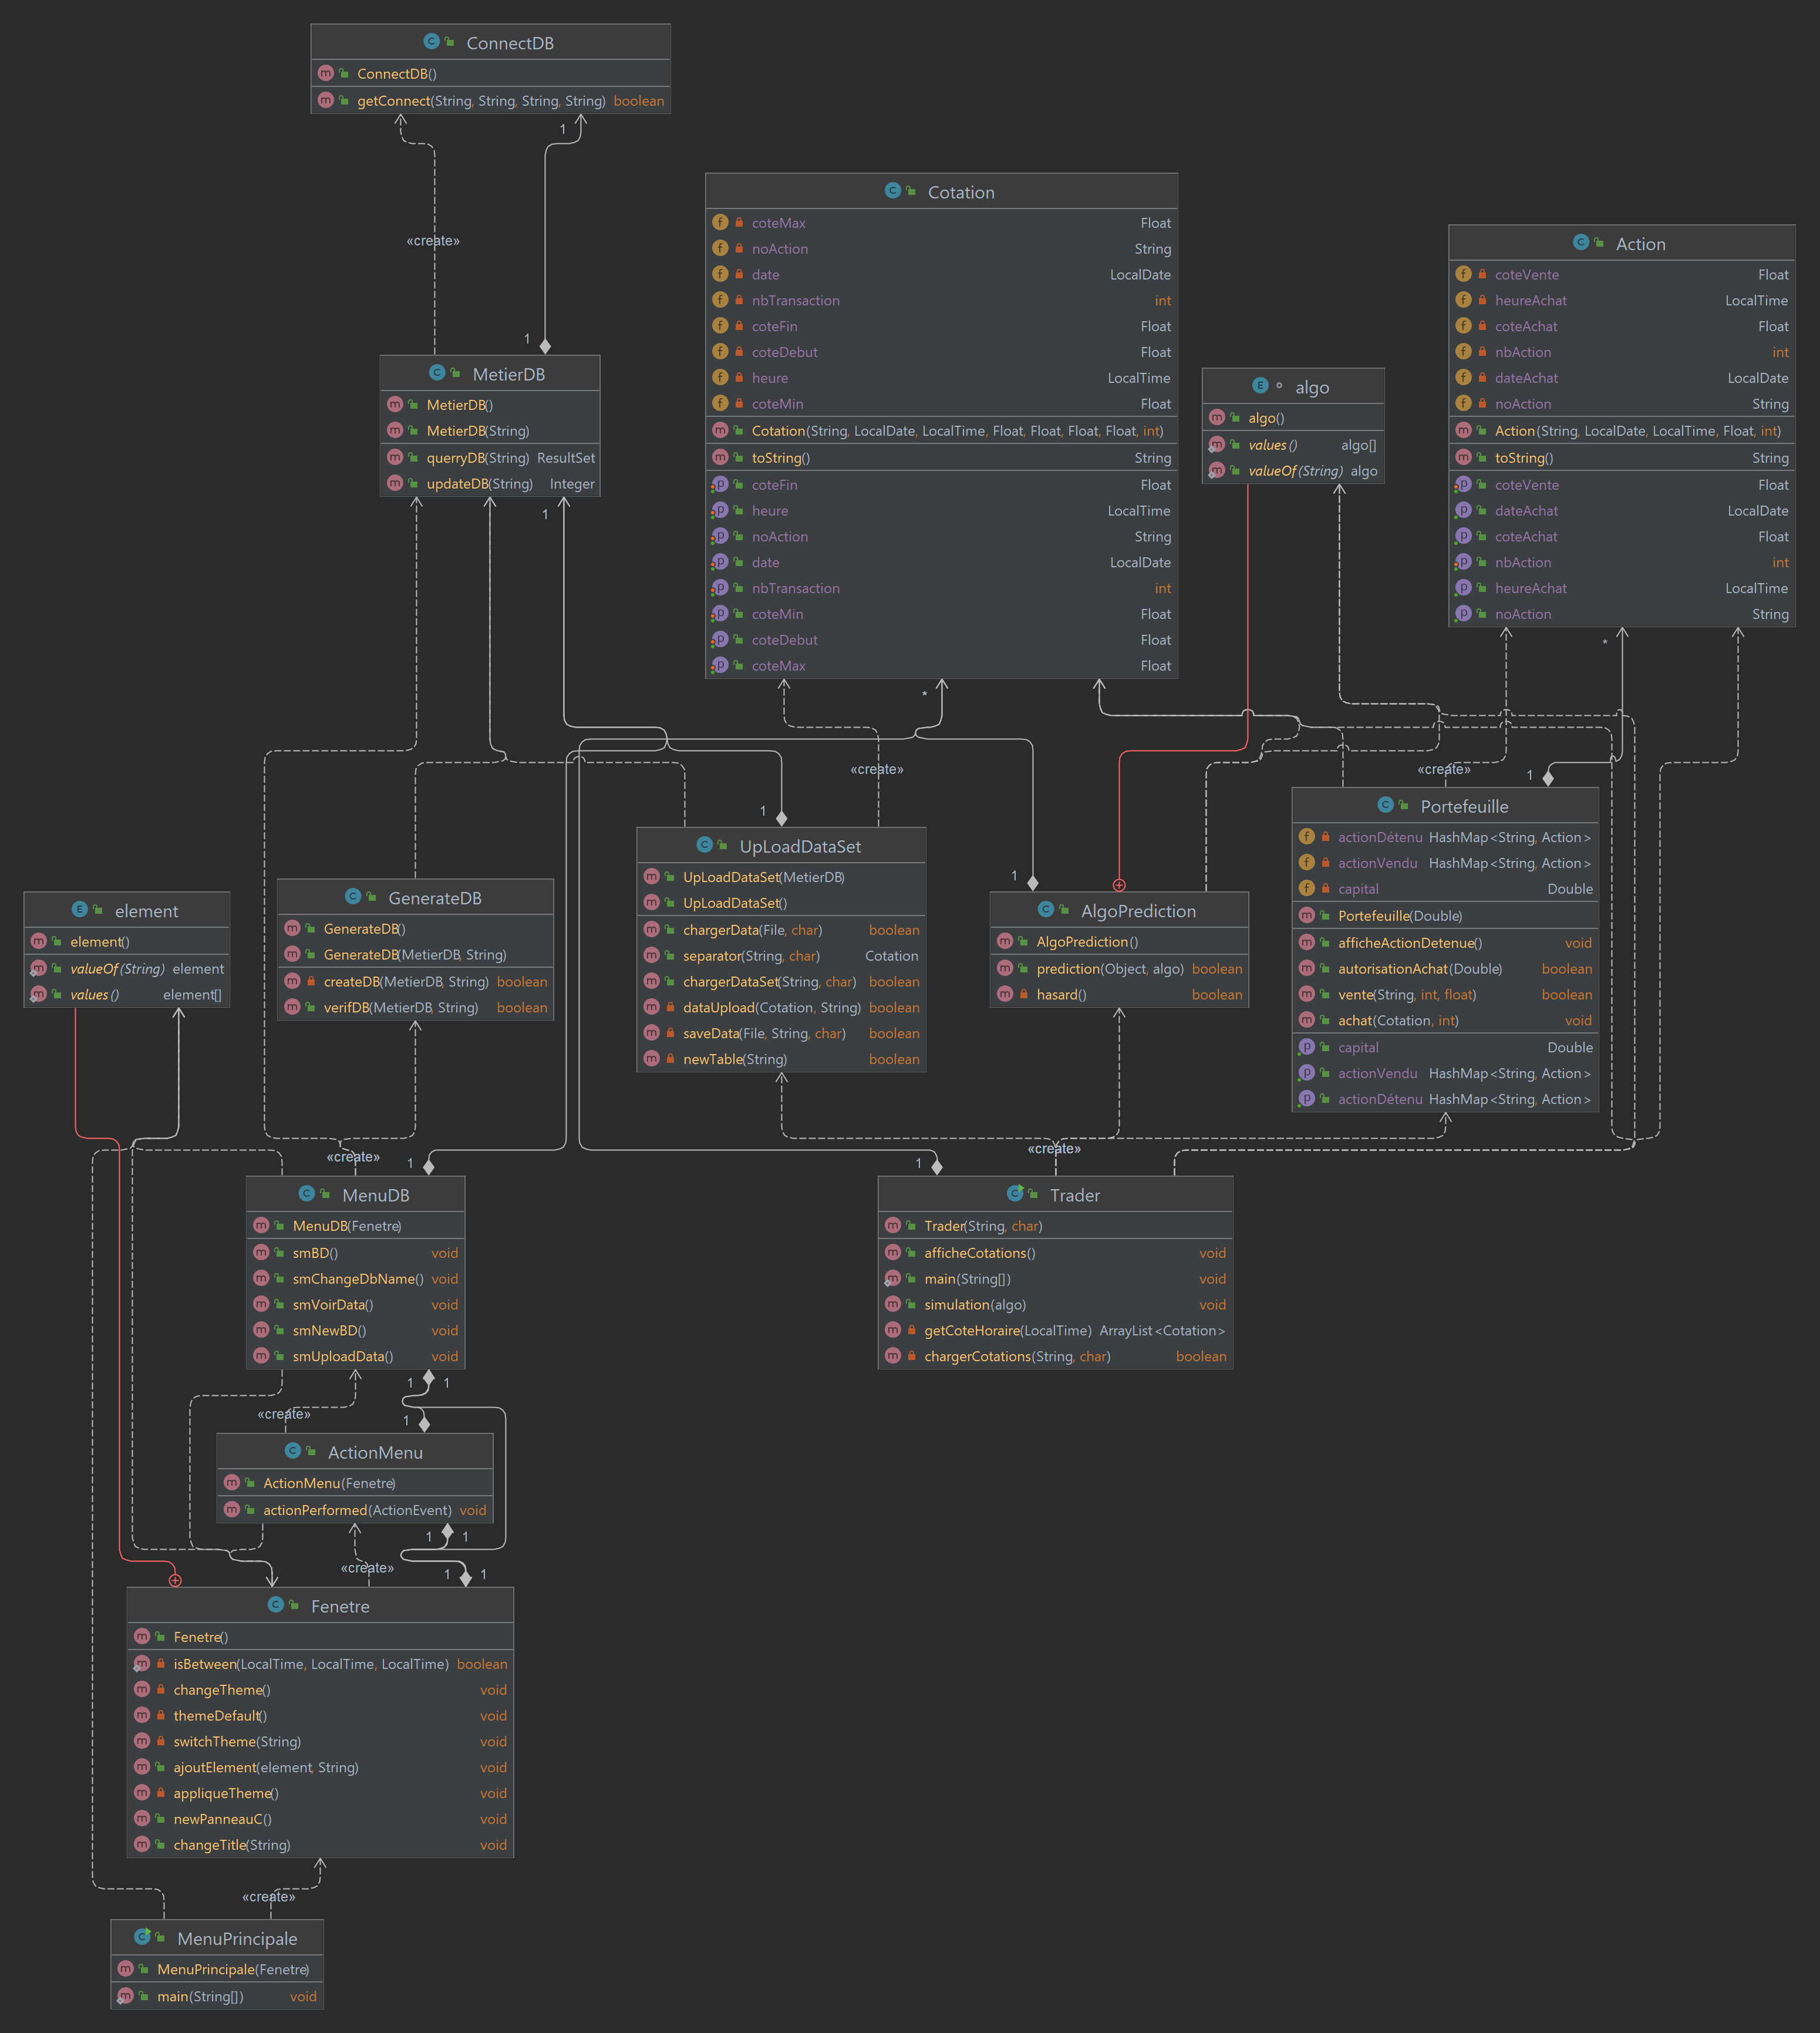 ConnectDB
ConnectDB()
getConnect(String, String, String, String) boolean
1
«create»
1
Cotation
coteMax Float
noAction String
date LocalDate
nbTransaction int
coteFin Float
coteDebut Float
heure LocalTime
coteMin Float
Cotation(String, LocalDate, LocalTime, Float, Float, Float, Float, int)
toString() String
coteFin Float
heure LocalTime
noAction String
date LocalDate
nbTransaction int
coteMin Float
coteDebut Float
coteMax Float
*
Action
coteVente Float
heureAchat LocalTime
coteAchat Float
nbAction int
dateAchat LocalDate
noAction String
Action(String, LocalDate, LocalTime, Float, int)
toString() String
coteVente Float
dateAchat LocalDate
coteAchat Float
nbAction int
heureAchat LocalTime
noAction String
*
MetierDB
MetierDB()
MetierDB(String)
querryDB(String) ResultSet
updateDB(String) Integer
1
algo
algo()
values() algo[]
valueOf(String) algo
«create»
«create»
1
1
1
Portefeuille
actionDétenu HashMap<String, Action>
actionVendu HashMap<String, Action>
capital Double
Portefeuille(Double)
afficheActionDetenue() void
autorisationAchat(Double) boolean
vente(String, int, float) boolean
achat(Cotation, int) void
capital Double
actionVendu HashMap<String, Action>
actionDétenu HashMap<String, Action>
UpLoadDataSet
UpLoadDataSet(MetierDB)
UpLoadDataSet()
chargerData(File, char) boolean
separator(String, char) Cotation
chargerDataSet(String, char) boolean
dataUpload(Cotation, String) boolean
saveData(File, String, char) boolean
newTable(String) boolean
GenerateDB
GenerateDB()
GenerateDB(MetierDB, String)
createDB(MetierDB, String) boolean
verifDB(MetierDB, String) boolean
element
element()
valueOf(String) element
values() element[]
AlgoPrediction
AlgoPrediction()
prediction(Object, algo) boolean
hasard() boolean
«create»
1
«create»
1
MenuDB
MenuDB(Fenetre)
smBD() void
smChangeDbName() void
smVoirData() void
smNewBD() void
smUploadData() void
1
1
Trader
Trader(String, char)
afficheCotations() void
main(String[]) void
simulation(algo) void
getCoteHoraire(LocalTime) ArrayList<Cotation>
chargerCotations(String, char) boolean
«create»
1
ActionMenu
ActionMenu(Fenetre)
actionPerformed(ActionEvent) void
1
1
«create»
1
1
Fenetre
Fenetre()
isBetween(LocalTime, LocalTime, LocalTime) boolean
changeTheme() void
themeDefault() void
switchTheme(String) void
ajoutElement(element, String) void
appliqueTheme() void
newPanneauC() void
changeTitle(String) void
«create»
MenuPrincipale
MenuPrincipale(Fenetre)
main(String[]) void